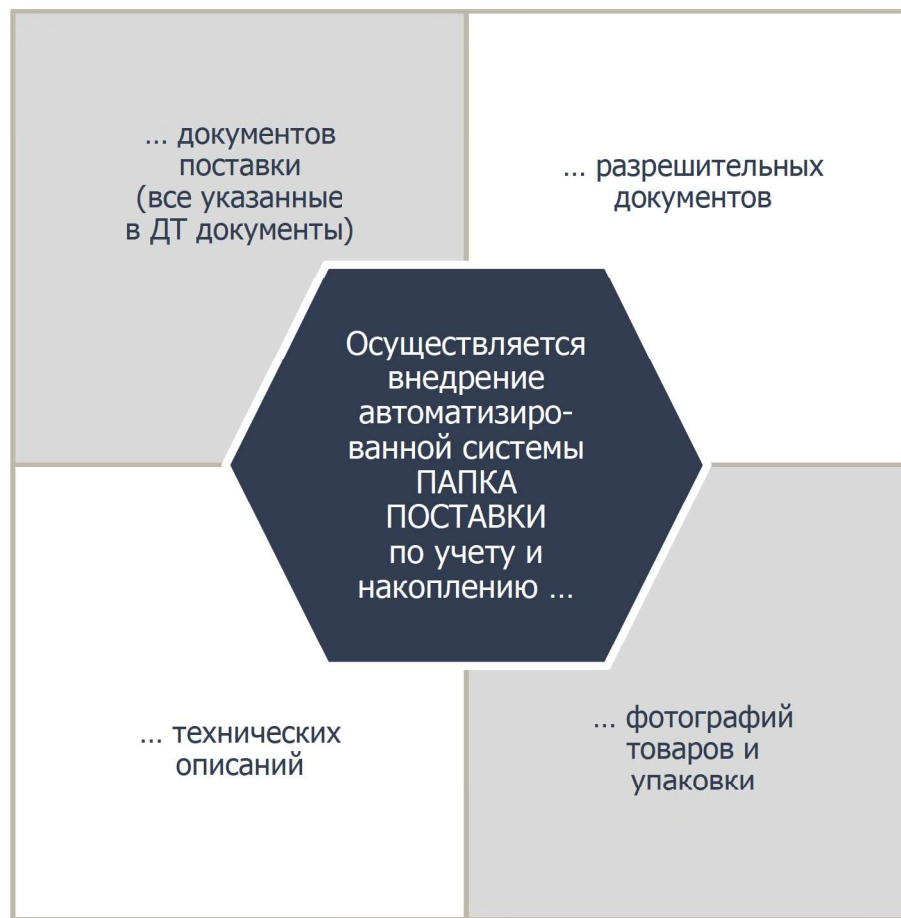 ... документов
поставки
(все указанные
в ДТ документы)
... разрешительных
документов
Осуществляется
внедрение
автоматизиро-
ванной системы
ПАПКА
ПОСТАВКИ
по учету и
накоплению ...
... технических
описаний
... фотографий
товаров и
упаковки